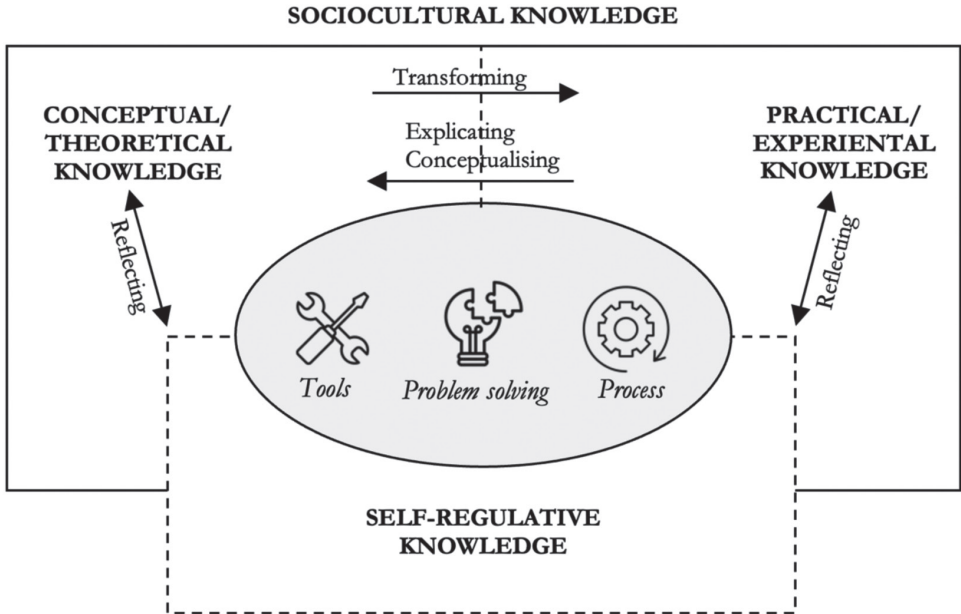 SOCIOCULTURAL KNOWLEDGE
Transforming
CONCEPTUAL/
THEORETICAL
KNOWLEDGE
Explicating
Conceptualising
PRACTICAL/
EXPERIENTAL
KNOWLEDGE
Reflecting
Reflecting
Tools
Problem solving
Process
SELF-REGULATIVE
KNOWLEDGE